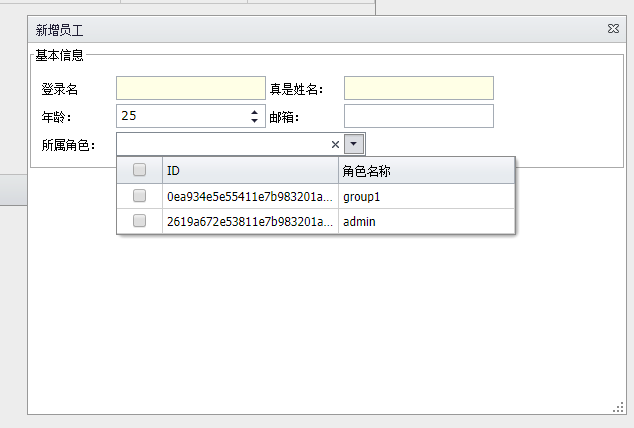 新增员工
基本信息
登录名 真是姓名：
年龄： 25 邮箱：
所属角色：
ID 角色名称
0ea934e5e55411e7b983201a... group1
2619a672e53811e7b983201a... admin